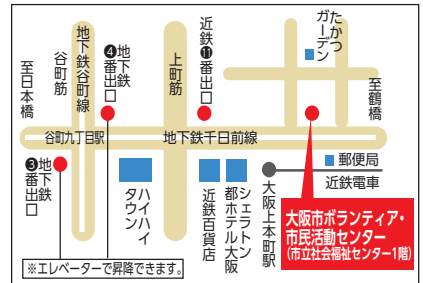 至日本橋
谷町筋
地下鉄谷町線
地下鉄
❹番出口
上町筋
近鉄
⓫番出口
たかつ
ガーデン
至鶴橋
谷町九丁目駅
地下鉄千日前線
地下鉄
❸番出口
ハイハイ
タウン
近鉄百貨店
シェラトン
都ホテル大阪
大阪上本町駅
郵便局
近鉄電車
大阪市ボランティア・
市民活動センター
(市立社会福祉センター1階)
※エレベーターで昇降できます。